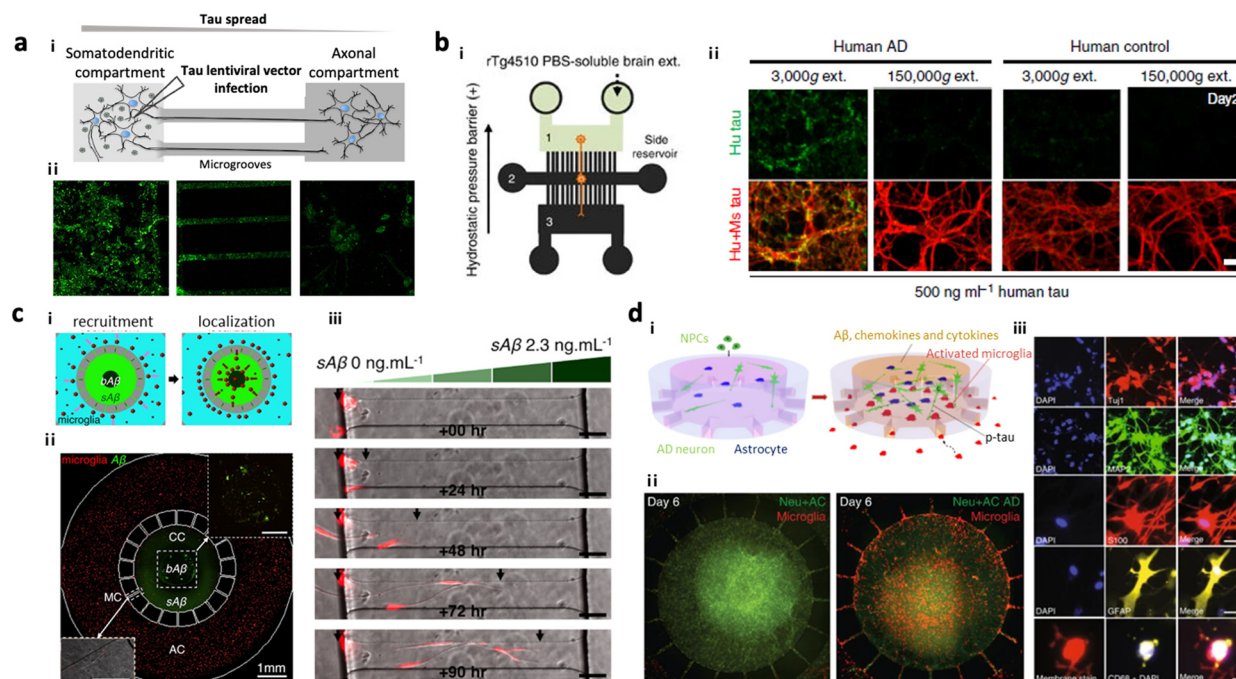 Tau spread
a
i
Somatodendritic
compartment
Tau lentiviral vector
infection
Axonal
compartment
Microgrooves
ii
b
i
rTg4510 PBS-soluble brain ext.
Hydrostatic pressure barrier (+)
1
Side
reservoir
2
3
ii
Human AD
Human control
3,000g ext.
150,000g ext.
3,000g ext.
150,000g ext.
Day2
Hu tau
Hu+Ms tau
500 ng ml⁻¹ human tau
c
i
recruitment
localization
bAβ
sAβ
microglia
ii
microglia Aβ
CC
bAβ
sAβ
MC
AC
1mm
iii
sAβ 0 ng.mL⁻¹
sAβ 2.3 ng.mL⁻¹
+00 hr
+24 hr
+48 hr
+72 hr
+90 hr
d
i
NPCs
Aβ, chemokines and cytokines
Activated microglia
p-tau
AD neuron
Astrocyte
ii
Day 6
Neu+AC
Microglia
Day 6
Neu+AC AD
Microglia
iii
DAPI
Tuj1
Merge
DAPI
MAP2
Merge
DAPI
S100
Merge
DAPI
GFAP
Merge
Membrane stain
CD68 + DAPI
Merge